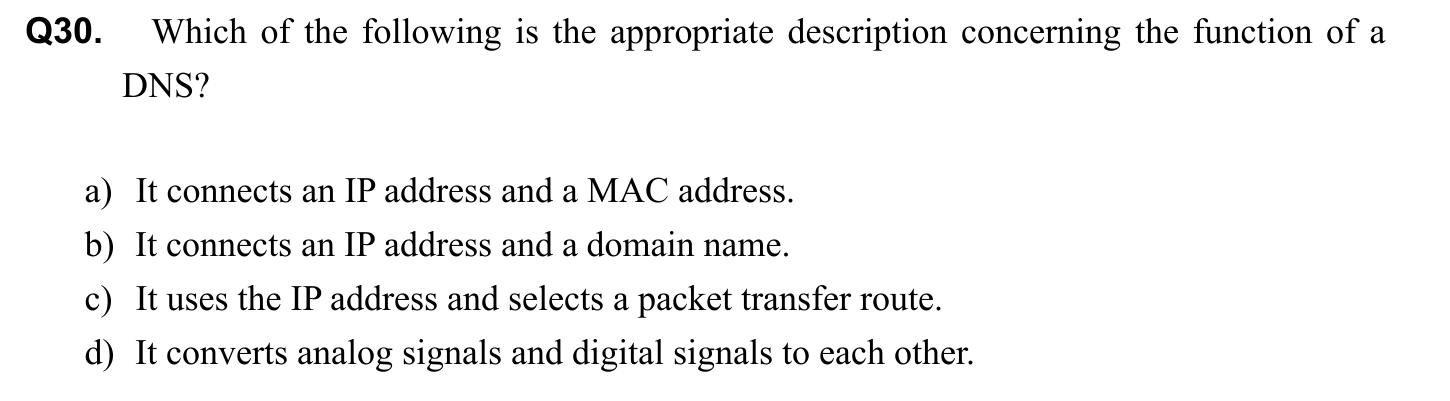 Q30. Which of the following is the appropriate description concerning the function of a
DNS?
a) It connects an IP address and a MAC address.
b) It connects an IP address and a domain name.
c) It uses the IP address and selects a packet transfer route.
d) It converts analog signals and digital signals to each other.